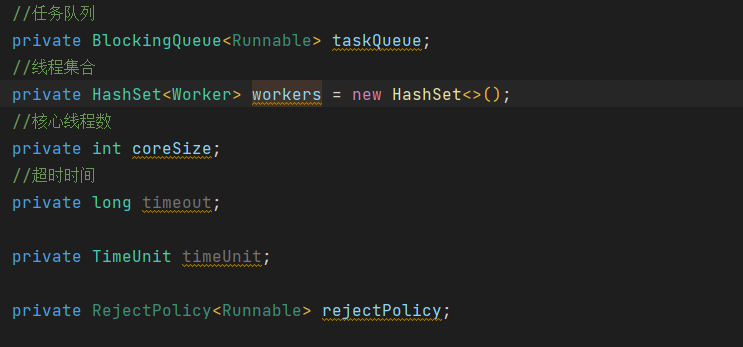 //任务队列
private BlockingQueue<Runnable> taskQueue;
//线程集合
private HashSet<Worker> workers = new HashSet<>();
//核心线程数
private int coreSize;
//超时时间
private long timeout;
private TimeUnit timeUnit;
private RejectPolicy<Runnable> rejectPolicy;